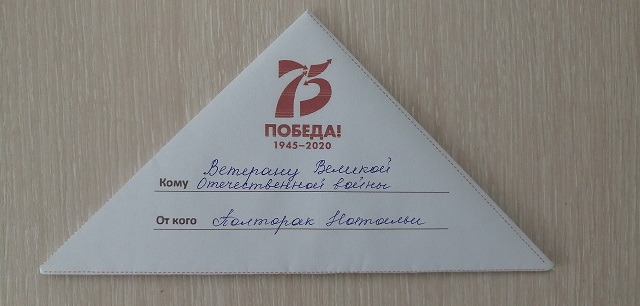 75
ПОБЕДА!
1945–2020
Ветерану Великой
Кому Отечественной войны
От кого Полторак Натальи